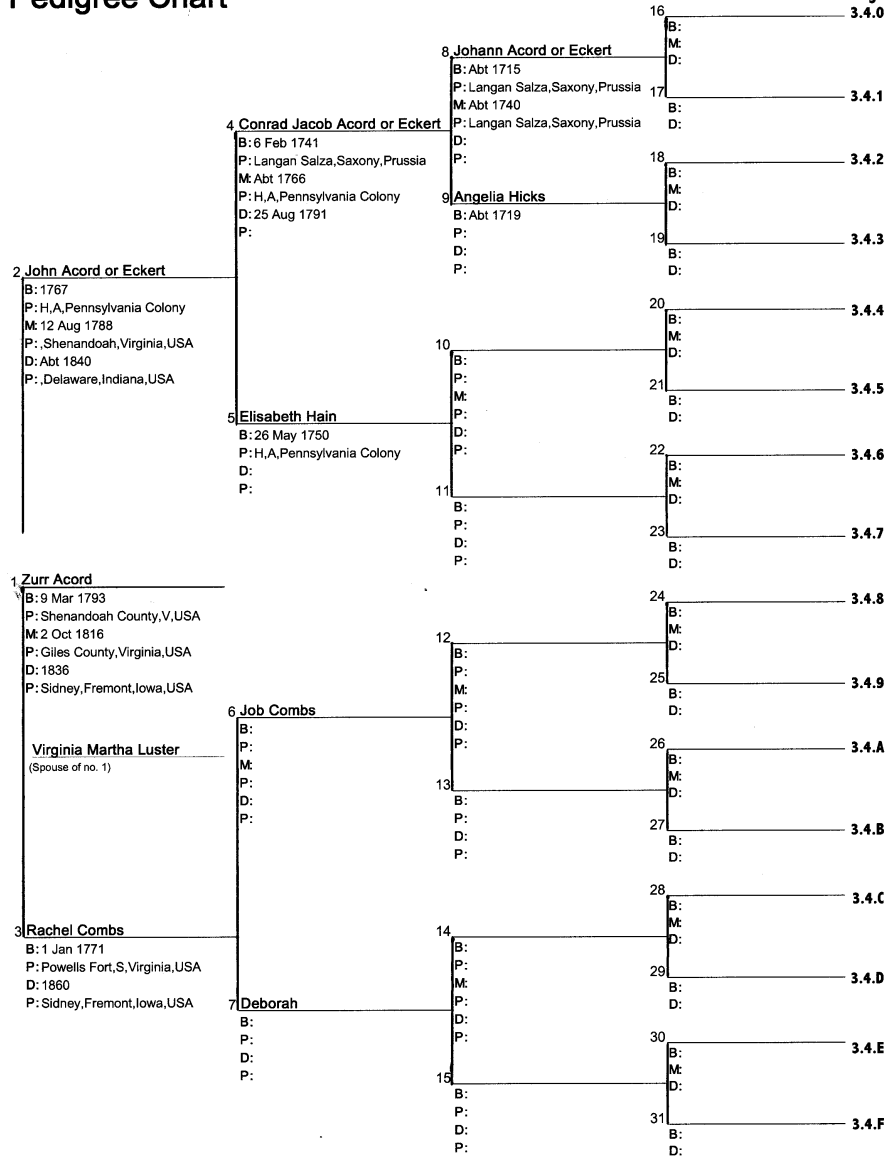 Pedigree Chart
1 Zurr Acord
B: 9 Mar 1793
P: Shenandoah County,V,USA
M: 2 Oct 1816
P: Giles County,Virginia,USA
D: 1836
P: Sidney,Fremont,Iowa,USA
Virginia Martha Luster
(Spouse of no. 1)
2 John Acord or Eckert
B: 1767
P: H,A,Pennsylvania Colony
M: 12 Aug 1788
P: ,Shenandoah,Virginia,USA
D: Abt 1840
P: ,Delaware,Indiana,USA
3 Rachel Combs
B: 1 Jan 1771
P: Powells Fort,S,Virginia,USA
D: 1860
P: Sidney,Fremont,Iowa,USA
4 Conrad Jacob Acord or Eckert
B: 6 Feb 1741
P: Langan Salza,Saxony,Prussia
M: Abt 1766
P: H,A,Pennsylvania Colony
D: 25 Aug 1791
P:
5 Elisabeth Hain
B: 26 May 1750
P: H,A,Pennsylvania Colony
D:
P:
6 Job Combs
B:
P:
M:
P:
D:
P:
7 Deborah
B:
P:
D:
P:
8 Johann Acord or Eckert
B: Abt 1715
P: Langan Salza,Saxony,Prussia
M: Abt 1740
P: Langan Salza,Saxony,Prussia
D:
P:
9 Angelia Hicks
B: Abt 1719
P:
D:
P:
10
B:
P:
M:
P:
D:
P:
11
B:
P:
D:
P:
12
B:
P:
M:
P:
D:
P:
13
B:
P:
D:
P:
14
B:
P:
M:
P:
D:
P:
15
B:
P:
D:
P:
16 3.4.0
B:
M:
D:
17 3.4.1
B:
D:
18 3.4.2
B:
M:
D:
19 3.4.3
B:
D:
20 3.4.4
B:
M:
D:
21 3.4.5
B:
D:
22 3.4.6
B:
M:
D:
23 3.4.7
B:
D:
24 3.4.8
B:
M:
D:
25 3.4.9
B:
D:
26 3.4.A
B:
M:
D:
27 3.4.B
B:
D:
28 3.4.C
B:
M:
D:
29 3.4.D
B:
D:
30 3.4.E
B:
M:
D:
31 3.4.F
B:
D: